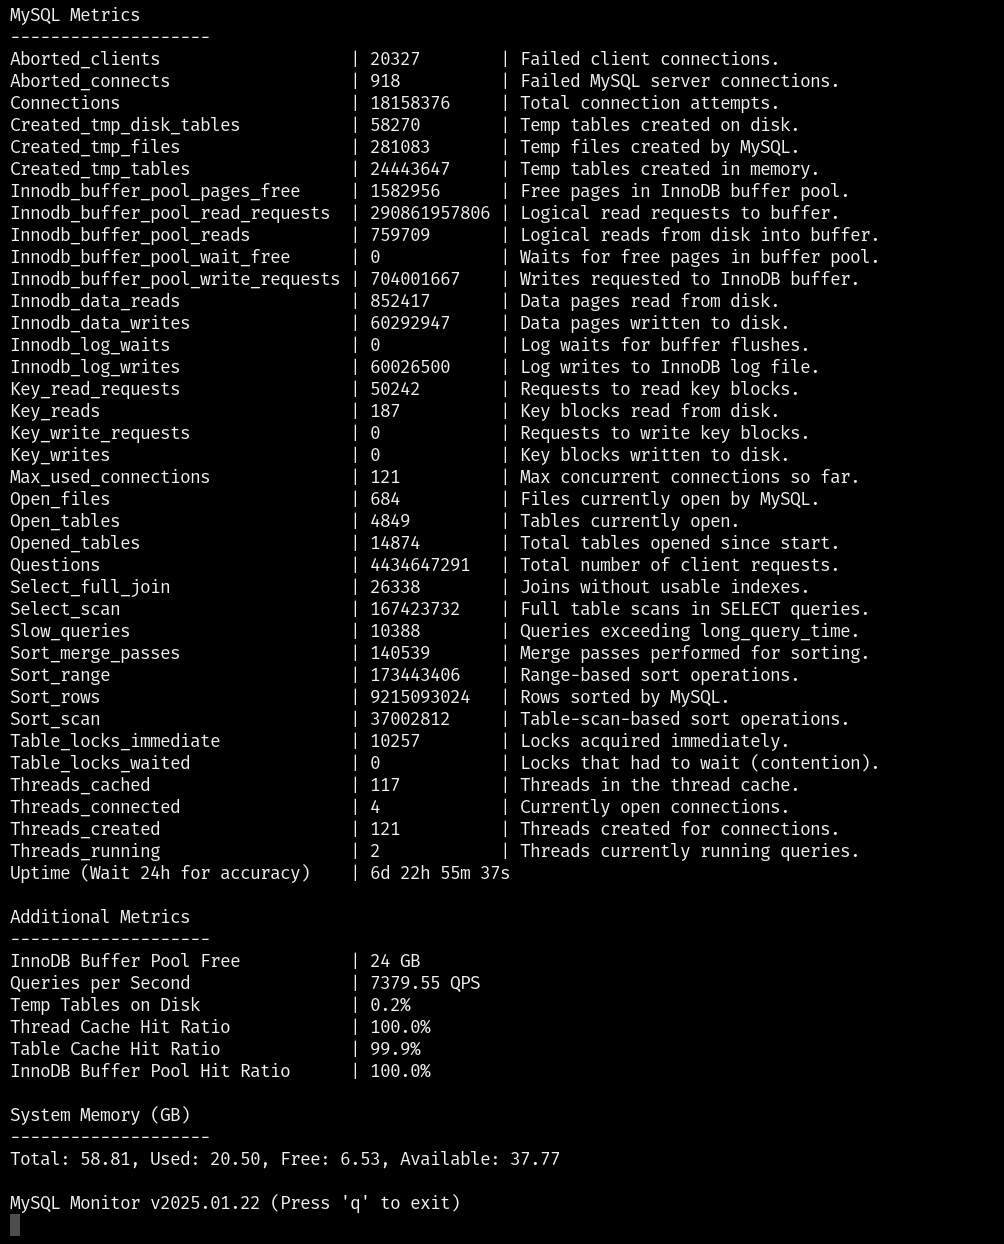 MySQL Metrics
--------------------
Aborted_clients                   | 20327        | Failed client connections.
Aborted_connects                  | 918          | Failed MySQL server connections.
Connections                       | 18158376     | Total connection attempts.
Created_tmp_disk_tables           | 58270        | Temp tables created on disk.
Created_tmp_files                 | 281083       | Temp files created by MySQL.
Created_tmp_tables                | 24443647     | Temp tables created in memory.
Innodb_buffer_pool_pages_free     | 1582956      | Free pages in InnoDB buffer pool.
Innodb_buffer_pool_read_requests  | 290861957806 | Logical read requests to buffer.
Innodb_buffer_pool_reads          | 759709       | Logical reads from disk into buffer.
Innodb_buffer_pool_wait_free      | 0            | Waits for free pages in buffer pool.
Innodb_buffer_pool_write_requests | 704001667    | Writes requested to InnoDB buffer.
Innodb_data_reads                 | 852417       | Data pages read from disk.
Innodb_data_writes                | 60292947     | Data pages written to disk.
Innodb_log_waits                  | 0            | Log waits for buffer flushes.
Innodb_log_writes                 | 60026500     | Log writes to InnoDB log file.
Key_read_requests                 | 50242        | Requests to read key blocks.
Key_reads                         | 187          | Key blocks read from disk.
Key_write_requests                | 0            | Requests to write key blocks.
Key_writes                        | 0            | Key blocks written to disk.
Max_used_connections              | 121          | Max concurrent connections so far.
Open_files                        | 684          | Files currently open by MySQL.
Open_tables                       | 4849         | Tables currently open.
Opened_tables                     | 14874        | Total tables opened since start.
Questions                         | 4434647291   | Total number of client requests.
Select_full_join                  | 26338        | Joins without usable indexes.
Select_scan                       | 167423732    | Full table scans in SELECT queries.
Slow_queries                      | 10388        | Queries exceeding long_query_time.
Sort_merge_passes                 | 140539       | Merge passes performed for sorting.
Sort_range                        | 173443406    | Range-based sort operations.
Sort_rows                         | 9215093024   | Rows sorted by MySQL.
Sort_scan                         | 37002812     | Table-scan-based sort operations.
Table_locks_immediate             | 10257        | Locks acquired immediately.
Table_locks_waited                | 0            | Locks that had to wait (contention).
Threads_cached                    | 117          | Threads in the thread cache.
Threads_connected                 | 4            | Currently open connections.
Threads_created                   | 121          | Threads created for connections.
Threads_running                   | 2            | Threads currently running queries.
Uptime (Wait 24h for accuracy)    | 6d 22h 55m 37s

Additional Metrics
--------------------
InnoDB Buffer Pool Free           | 24 GB
Queries per Second                | 7379.55 QPS
Temp Tables on Disk               | 0.2%
Thread Cache Hit Ratio            | 100.0%
Table Cache Hit Ratio             | 99.9%
InnoDB Buffer Pool Hit Ratio      | 100.0%

System Memory (GB)
--------------------
Total: 58.81, Used: 20.50, Free: 6.53, Available: 37.77

MySQL Monitor v2025.01.22 (Press 'q' to exit)